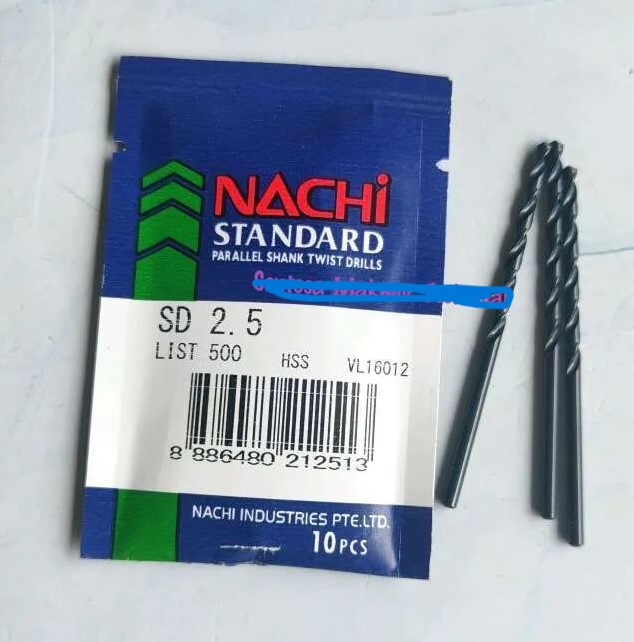 NACHi
STANDARD
PARALLEL SHANK TWIST DRILLS
SD 2.5
LIST 500 HSS VL16012
8 886480 212513
NACHI INDUSTRIES PTE.LTD.
10PCS